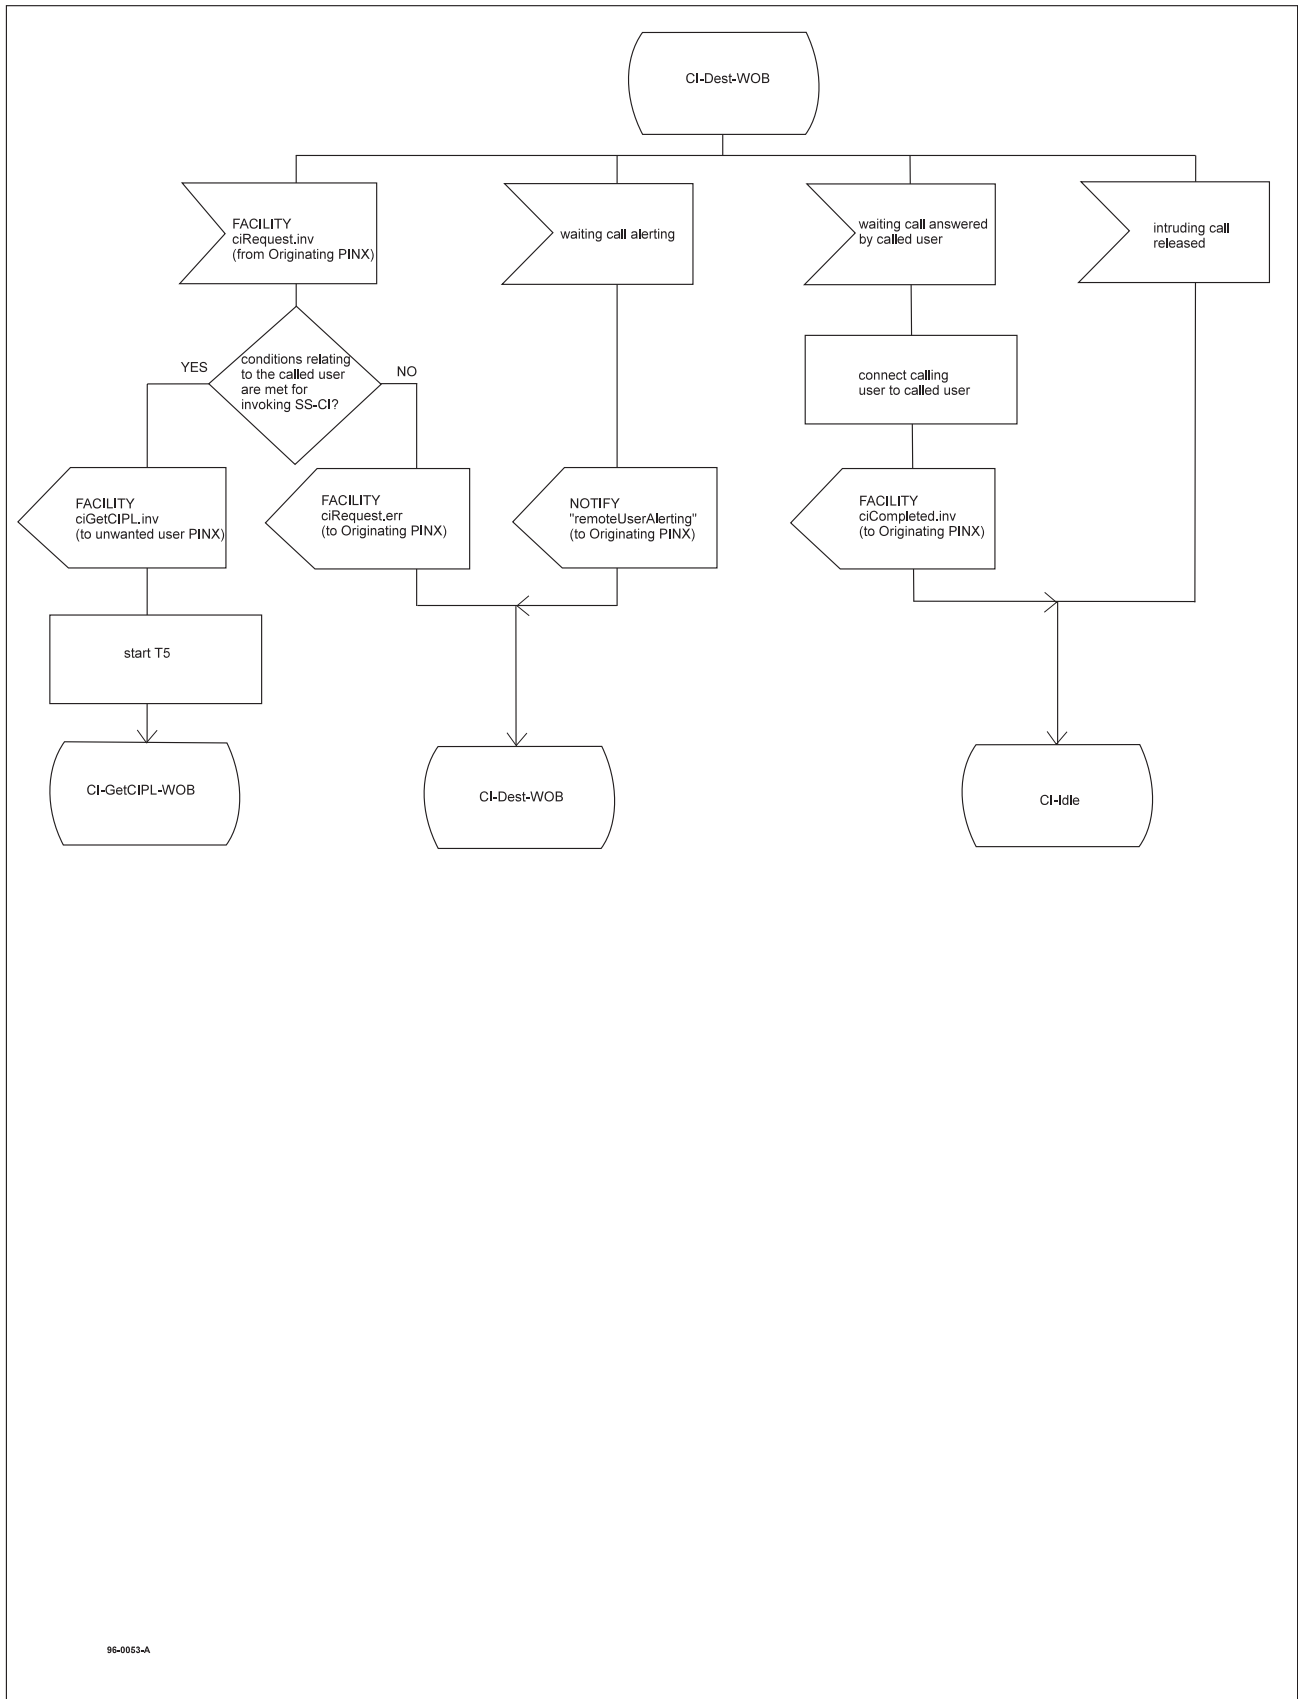 CI-Dest-WOB
FACILITY
ciRequest.inv
(from Originating PINX)
waiting call alerting
waiting call answered
by called user
intruding call
released
YES
conditions relating
to the called user
are met for
invoking SS-CI?
NO
connect calling
user to called user
FACILITY
ciGetCIPL.inv
(to unwanted user PINX)
FACILITY
ciRequest.err
(to Originating PINX)
NOTIFY
"remoteUserAlerting"
(to Originating PINX)
FACILITY
ciCompleted.inv
(to Originating PINX)
start T5
CI-GetCIPL-WOB
CI-Dest-WOB
CI-Idle
96-0053-A